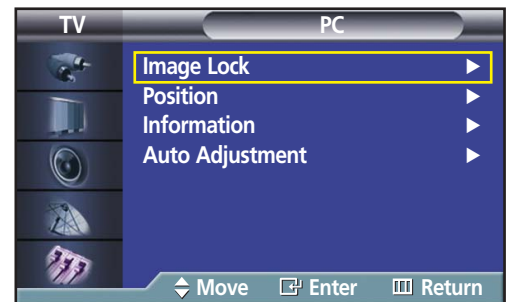 TV PC
Image Lock
Position
Information
Auto Adjustment
Move Enter Return